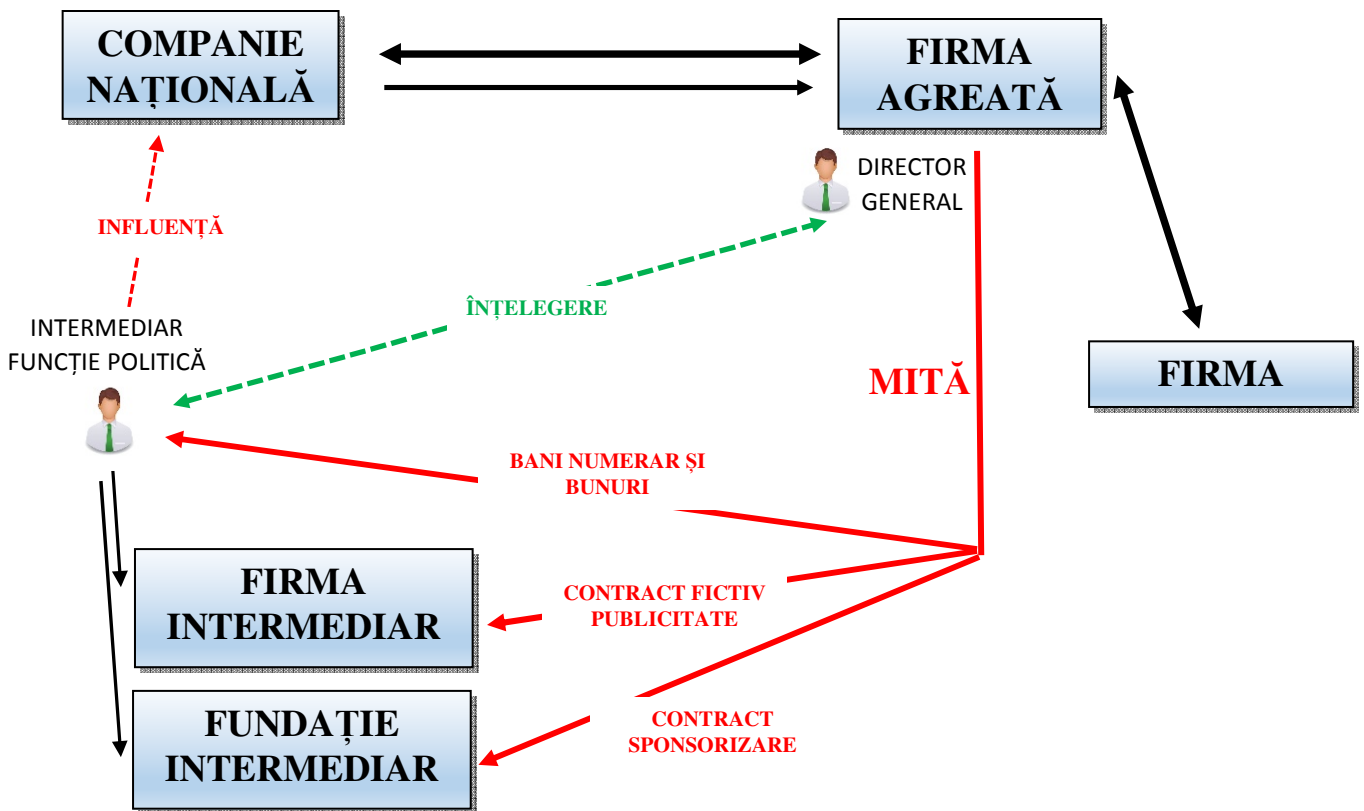 COMPANIE
NAȚIONALĂ
FIRMA
AGREATĂ
DIRECTOR
GENERAL
INFLUENȚĂ
ÎNȚELEGERE
INTERMEDIAR
FUNCȚIE POLITICĂ
MITĂ
FIRMA
BANI NUMERAR ȘI
BUNURI
FIRMA
INTERMEDIAR
CONTRACT FICTIV
PUBLICITATE
FUNDAȚIE
INTERMEDIAR
CONTRACT
SPONSORIZARE